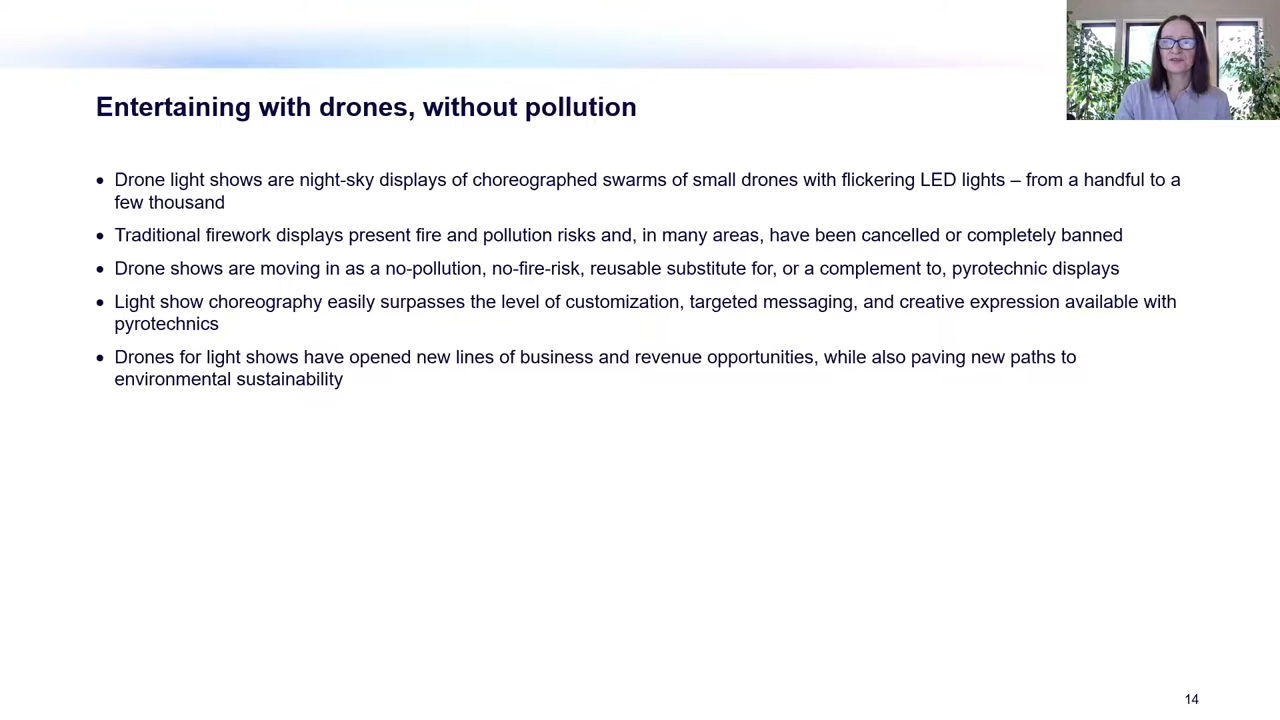 Entertaining with drones, without pollution
• Drone light shows are night-sky displays of choreographed swarms of small drones with flickering LED lights – from a handful to a
few thousand
• Traditional firework displays present fire and pollution risks and, in many areas, have been cancelled or completely banned
• Drone shows are moving in as a no-pollution, no-fire-risk, reusable substitute for, or a complement to, pyrotechnic displays
• Light show choreography easily surpasses the level of customization, targeted messaging, and creative expression available with
pyrotechnics
• Drones for light shows have opened new lines of business and revenue opportunities, while also paving new paths to
environmental sustainability
14